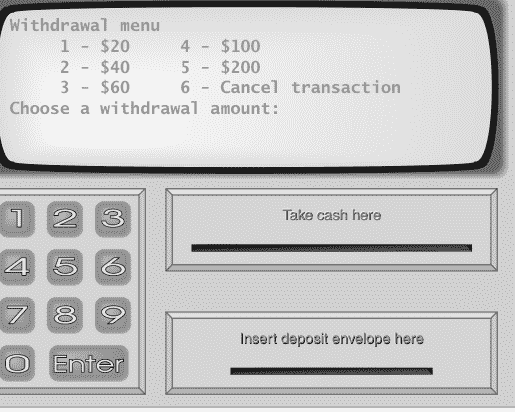 Withdrawal menu
1 - $20 4 - $100
2 - $40 5 - $200
3 - $60 6 - Cancel transaction
Choose a withdrawal amount:
1 2 3
Take cash here
4 5 6
7 8 9
Insert deposit envelope here
0 Enter